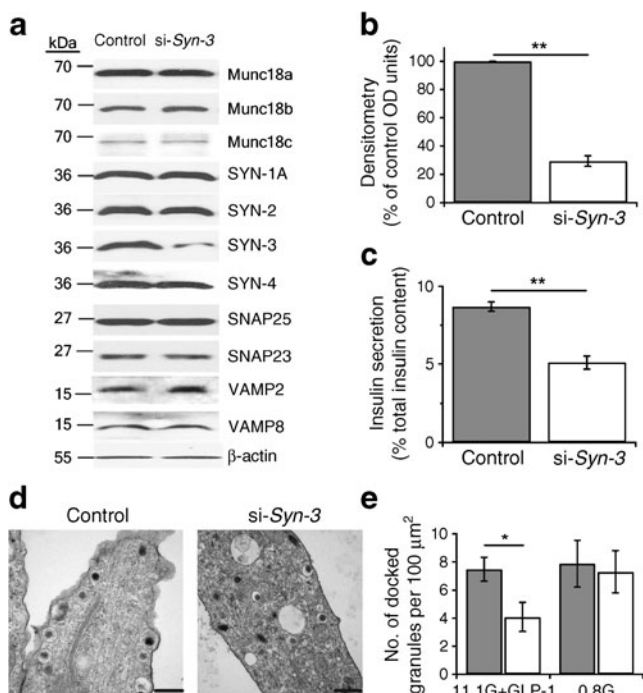 a
kDa Control si-Syn-3
70 Munc18a
70 Munc18b
70 Munc18c
36 SYN-1A
36 SYN-2
36 SYN-3
36 SYN-4
27 SNAP25
27 SNAP23
15 VAMP2
15 VAMP8
55 β-actin
b
Densitometry
(% of control OD units)
100
80
60
40
20
0
**
Control si-Syn-3
c
Insulin secretion
(% total insulin content)
10
5
0
**
Control si-Syn-3
d
Control si-Syn-3
e
No. of docked
granules per 100 μm²
10
8
6
4
2
0
*
11.1G+GLP-1 0.8G